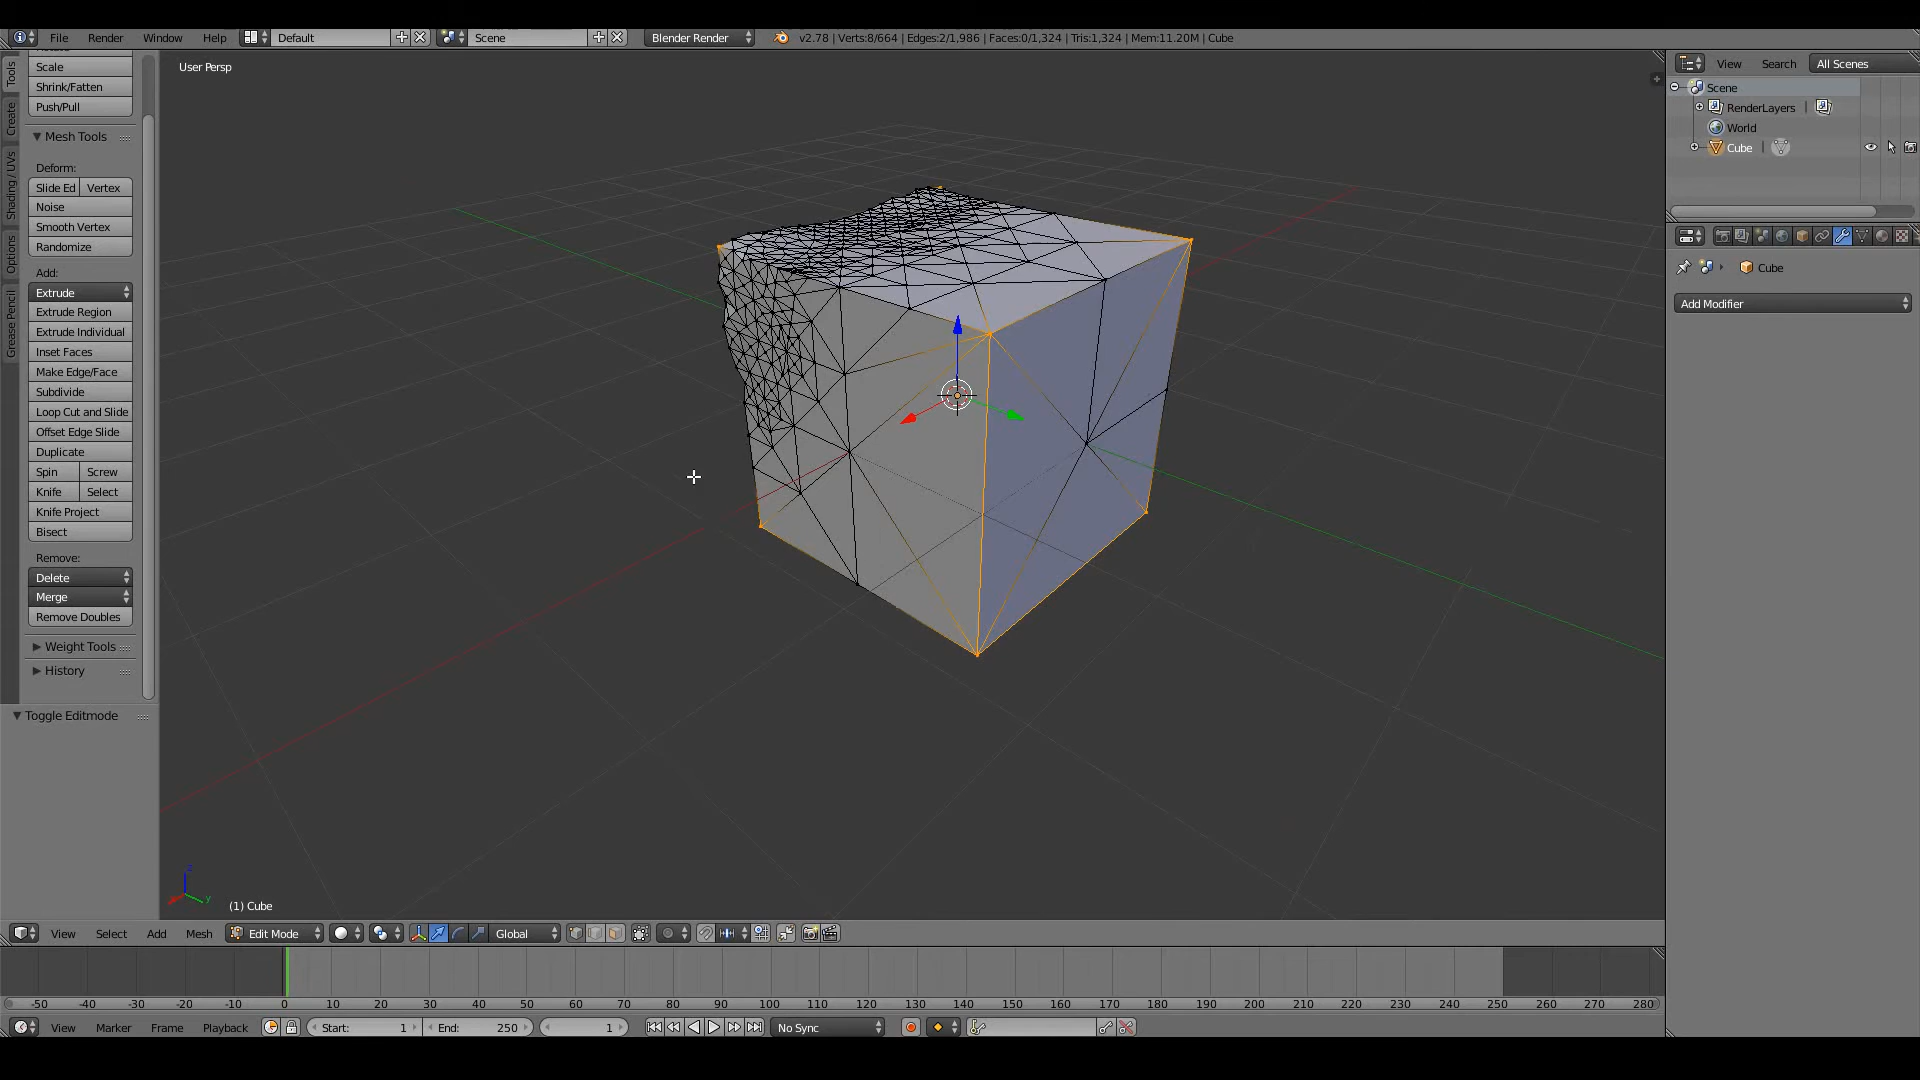 File Render Window Help Default Scene Blender Render v2.78 | Verts:8/664 | Edges:2/1,986 | Faces:0/1,324 | Tris:1,324 | Mem:11.20M | Cube
Tools
Create
Shading / UVs
Options
Grease Pencil
Scale
Shrink/Fatten
Push/Pull
Mesh Tools
Deform:
Slide Ed Vertex
Noise
Smooth Vertex
Randomize
Add:
Extrude
Extrude Region
Extrude Individual
Inset Faces
Make Edge/Face
Subdivide
Loop Cut and Slide
Offset Edge Slide
Duplicate
Spin Screw
Knife Select
Knife Project
Bisect
Remove:
Delete
Merge
Remove Doubles
Weight Tools
History
Toggle Editmode
User Persp
(1) Cube
View Search All Scenes
Scene
RenderLayers
World
Cube
Cube
Add Modifier
View Select Add Mesh Edit Mode Global
-50 -40 -30 -20 -10 0 10 20 30 40 50 60 70 80 90 100 110 120 130 140 150 160 170 180 190 200 210 220 230 240 250 260 270 280
View Marker Frame Playback Start: 1 End: 250 1 No Sync